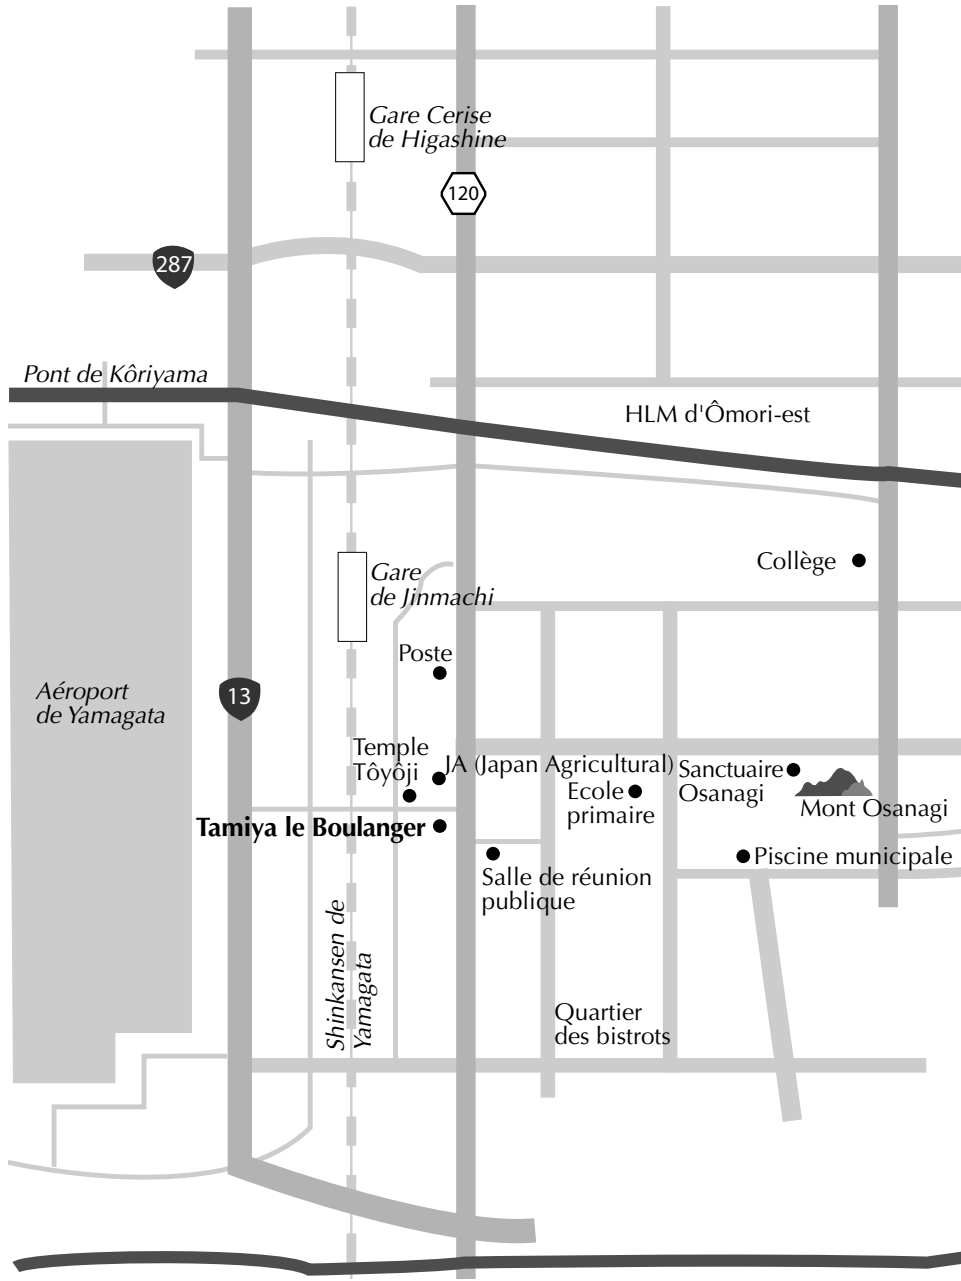 Gare Cerise
de Higashine
120
287
Pont de Kôriyama
HLM d'Ômori-est
Collège
Gare
de Jinmachi
Poste
Aéroport
de Yamagata
13
Temple
Tôyôji
JA (Japan Agricultural)
Sanctuaire
Osanagi
Ecole
primaire
Mont Osanagi
Tamiya le Boulanger
Piscine municipale
Salle de réunion
publique
Shinkansen de
Yamagata
Quartier
des bistrots